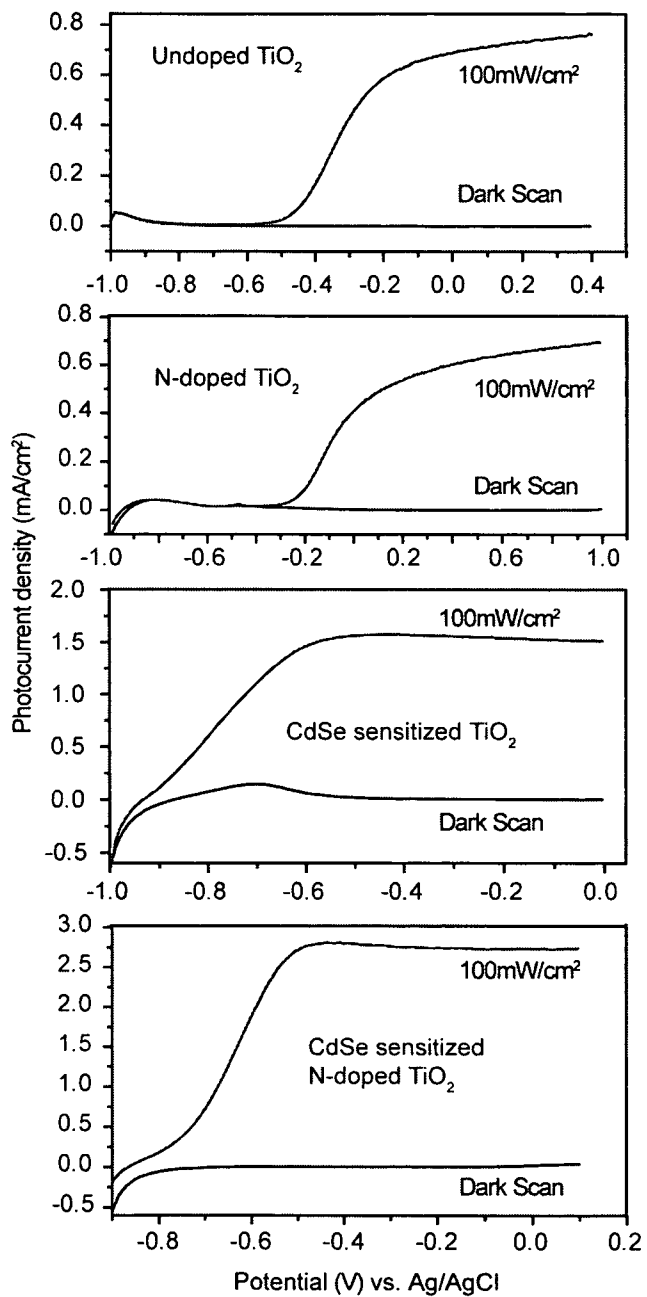 Photocurrent density (mA/cm²)
0.8
0.6
0.4
0.2
0.0
Undoped TiO₂
100mW/cm²
Dark Scan
-1.0 -0.8 -0.6 -0.4 -0.2 0.0 0.2 0.4
0.8
0.6
0.4
0.2
0.0
N-doped TiO₂
100mW/cm²
Dark Scan
-1.0 -0.6 -0.2 0.2 0.6 1.0
2.0
1.5
1.0
0.5
0.0
-0.5
100mW/cm²
CdSe sensitized TiO₂
Dark Scan
-1.0 -0.8 -0.6 -0.4 -0.2 0.0
3.0
2.5
2.0
1.5
1.0
0.5
0.0
-0.5
100mW/cm²
CdSe sensitized
N-doped TiO₂
Dark Scan
-0.8 -0.6 -0.4 -0.2 0.0 0.2
Potential (V) vs. Ag/AgCl